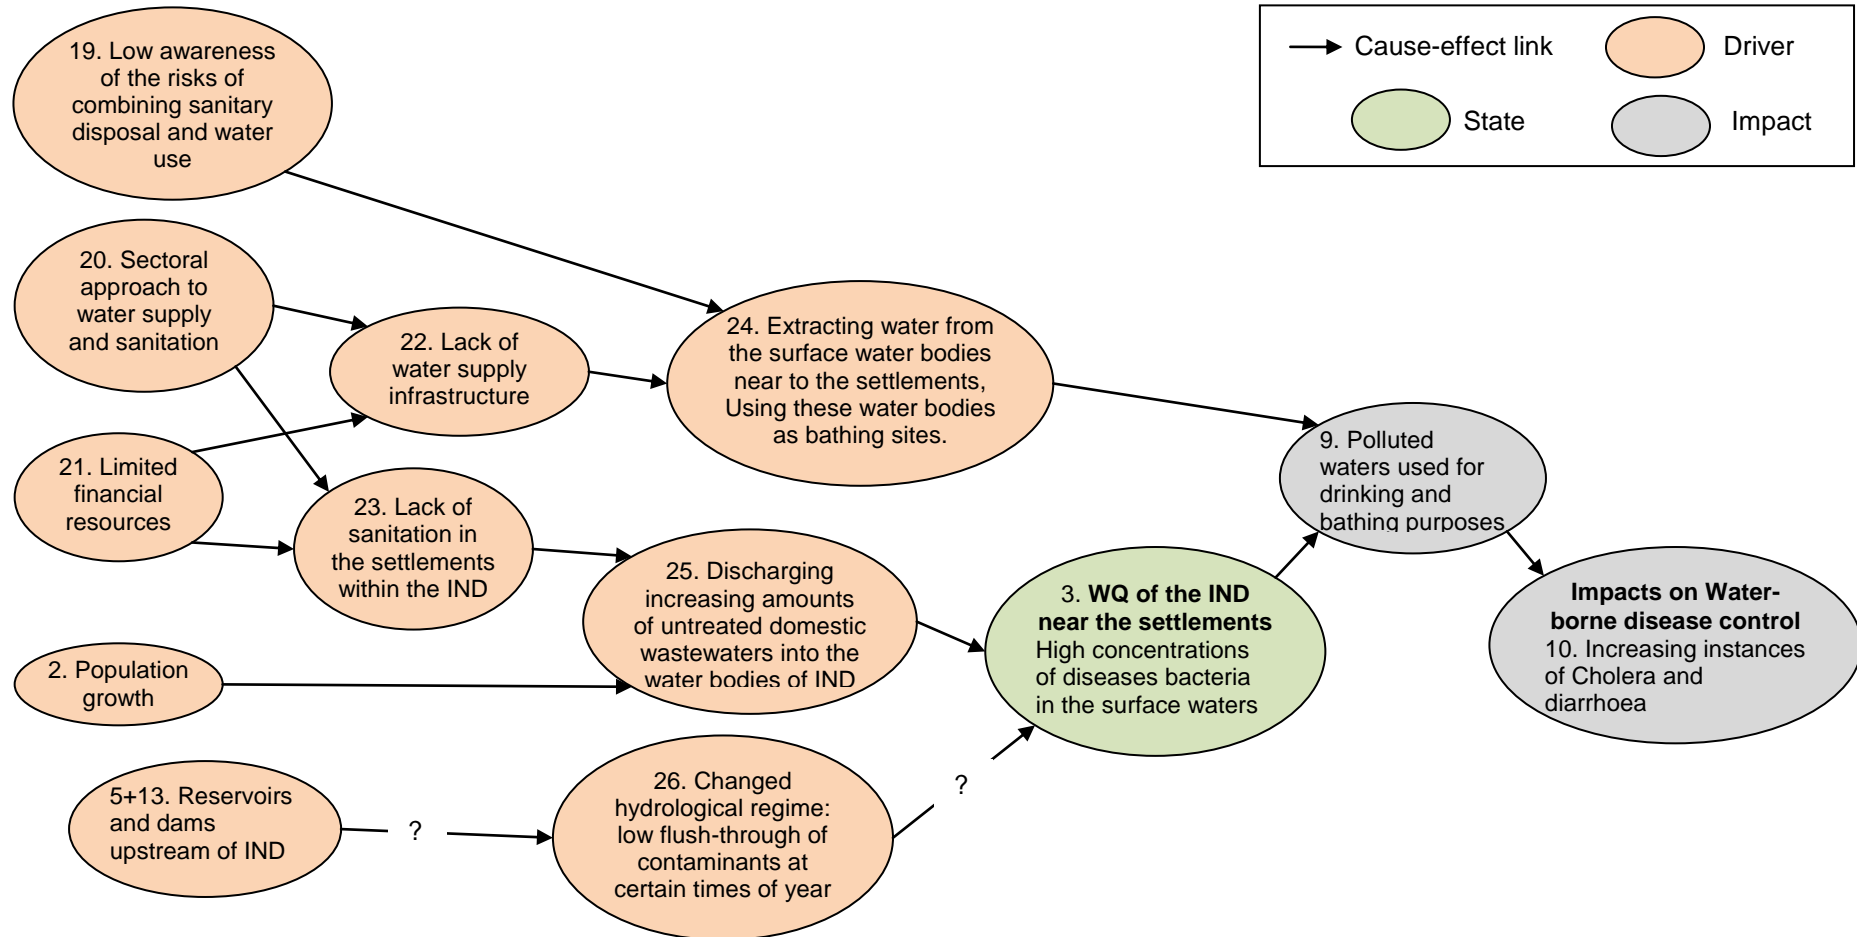 19. Low awareness
of the risks of
combining sanitary
disposal and water
use
Cause-effect link
Driver
State
Impact
20. Sectoral
approach to
water supply
and sanitation
22. Lack of
water supply
infrastructure
24. Extracting water from
the surface water bodies
near to the settlements,
Using these water bodies
as bathing sites.
21. Limited
financial
resources
23. Lack of
sanitation in
the settlements
within the IND
9. Polluted
waters used for
drinking and
bathing purposes
25. Discharging
increasing amounts
of untreated domestic
wastewaters into the
water bodies of IND
3. WQ of the IND
near the settlements
High concentrations
of diseases bacteria
in the surface waters
Impacts on Water-
borne disease control
10. Increasing instances
of Cholera and
diarrhoea
2. Population
growth
5+13. Reservoirs
and dams
upstream of IND
?
26. Changed
hydrological regime:
low flush-through of
contaminants at
certain times of year
?